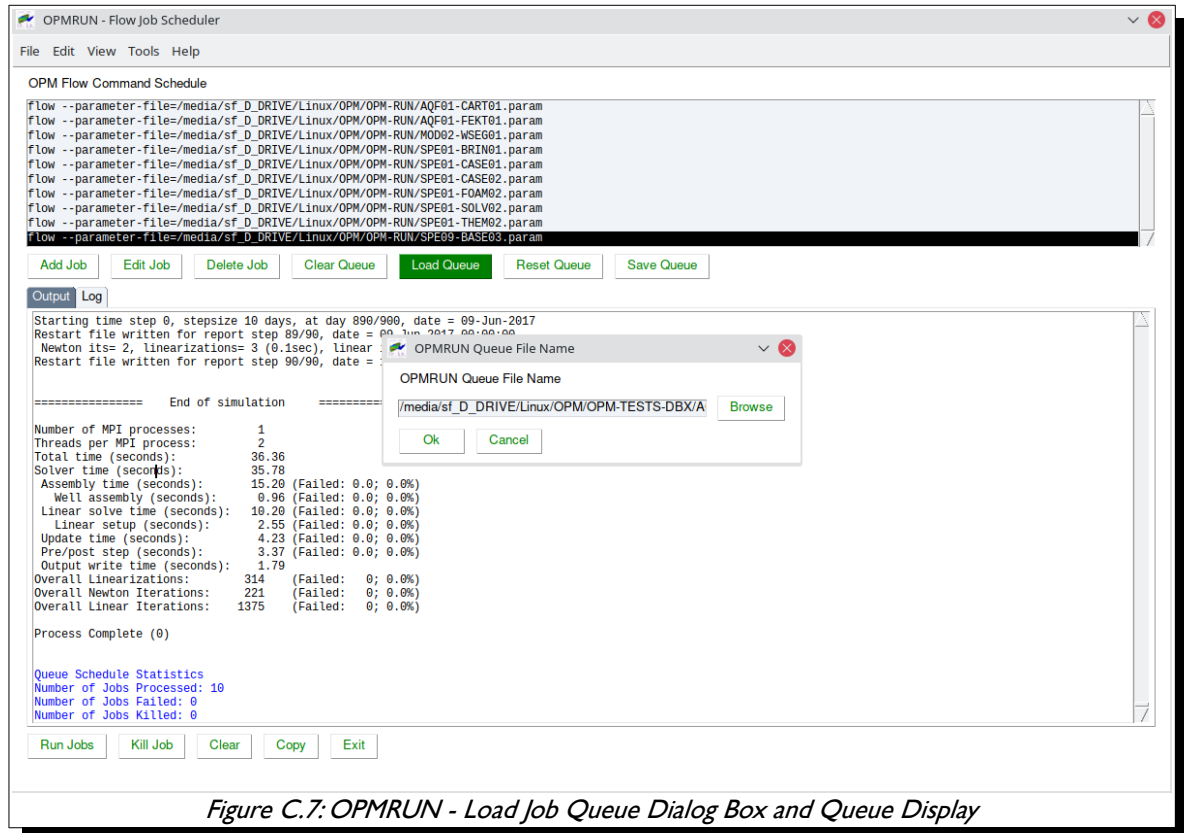 OPMRUN - Flow Job Scheduler
File Edit View Tools Help
OPM Flow Command Schedule
flow --parameter-file=/media/sf_D_DRIVE/Linux/OPM/OPM-RUN/AQF01-CART01.param
flow --parameter-file=/media/sf_D_DRIVE/Linux/OPM/OPM-RUN/AQF01-FEKT01.param
flow --parameter-file=/media/sf_D_DRIVE/Linux/OPM/OPM-RUN/MOD02-WSEG01.param
flow --parameter-file=/media/sf_D_DRIVE/Linux/OPM/OPM-RUN/SPE01-BRIN01.param
flow --parameter-file=/media/sf_D_DRIVE/Linux/OPM/OPM-RUN/SPE01-CASE01.param
flow --parameter-file=/media/sf_D_DRIVE/Linux/OPM/OPM-RUN/SPE01-CASE02.param
flow --parameter-file=/media/sf_D_DRIVE/Linux/OPM/OPM-RUN/SPE01-FOAM02.param
flow --parameter-file=/media/sf_D_DRIVE/Linux/OPM/OPM-RUN/SPE01-SOLV02.param
flow --parameter-file=/media/sf_D_DRIVE/Linux/OPM/OPM-RUN/SPE01-THEM02.param
flow --parameter-file=/media/sf_D_DRIVE/Linux/OPM/OPM-RUN/SPE09-BASE03.param
Add Job Edit Job Delete Job Clear Queue Load Queue Reset Queue Save Queue
Output Log
Starting time step 0, stepsize 10 days, at day 890/900, date = 09-Jun-2017
Restart file written for report step 89/90, date = 09-Jun-2017 00:00:00
Newton its= 2, linearizations= 3 (0.1sec), linear
Restart file written for report step 90/90, date =
OPMRUN Queue File Name
OPMRUN Queue File Name
/media/sf_D_DRIVE/Linux/OPM/OPM-TESTS-DBX/A Browse
Ok Cancel
================ End of simulation ==========
Number of MPI processes: 1
Threads per MPI process: 2
Total time (seconds): 36.36
Solver time (seconds): 35.78
Assembly time (seconds): 15.20 (Failed: 0.0; 0.0%)
Well assembly (seconds): 0.96 (Failed: 0.0; 0.0%)
Linear solve time (seconds): 10.20 (Failed: 0.0; 0.0%)
Linear setup (seconds): 2.55 (Failed: 0.0; 0.0%)
Update time (seconds): 4.23 (Failed: 0.0; 0.0%)
Pre/post step (seconds): 3.37 (Failed: 0.0; 0.0%)
Output write time (seconds): 1.79
Overall Linearizations: 314 (Failed: 0; 0.0%)
Overall Newton Iterations: 221 (Failed: 0; 0.0%)
Overall Linear Iterations: 1375 (Failed: 0; 0.0%)
Process Complete (0)
Queue Schedule Statistics
Number of Jobs Processed: 10
Number of Jobs Failed: 0
Number of Jobs Killed: 0
Run Jobs Kill Job Clear Copy Exit
Figure C.7: OPMRUN - Load Job Queue Dialog Box and Queue Display